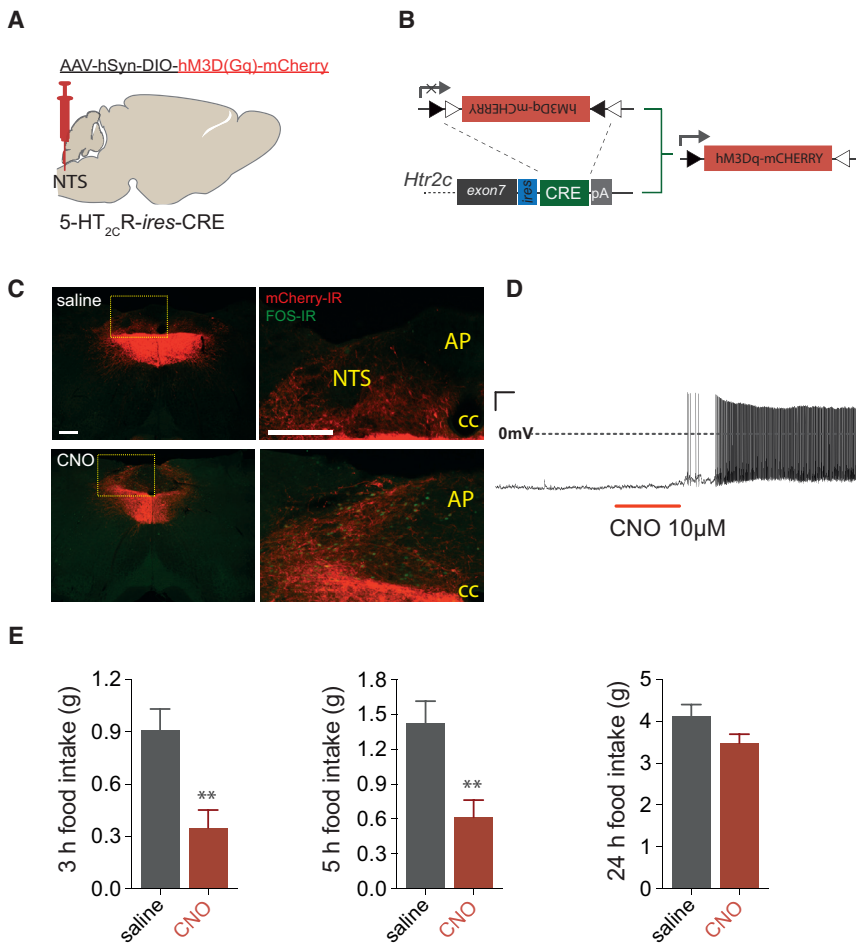 A
AAV-hSyn-DIO-hM3D(Gq)-mCherry
NTS
5-HT2CR-ires-CRE
B
hM3Dq-mCHERRY
Htr2c
exon7
ires
CRE
pA
hM3Dq-mCHERRY
C
saline
mCherry-IR
FOS-IR
AP
NTS
cc
CNO
AP
cc
D
0mV
CNO 10µM
E
3 h food intake (g)
1.2
0.9
0.6
0.3
0.0
saline
CNO
**
5 h food intake (g)
1.8
1.5
1.2
0.9
0.6
0.3
0.0
saline
CNO
**
24 h food intake (g)
5
4
3
2
1
0
saline
CNO